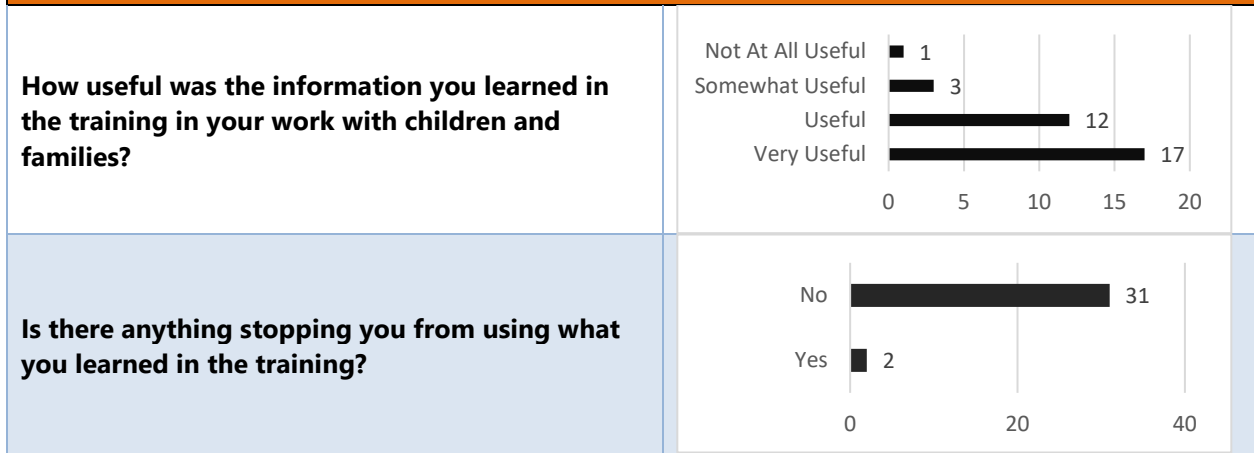 How useful was the information you learned in
the training in your work with children and
families?
Not At All Useful 1
Somewhat Useful 3
Useful 12
Very Useful 17
0 5 10 15 20
Is there anything stopping you from using what
you learned in the training?
No 31
Yes 2
0 20 40